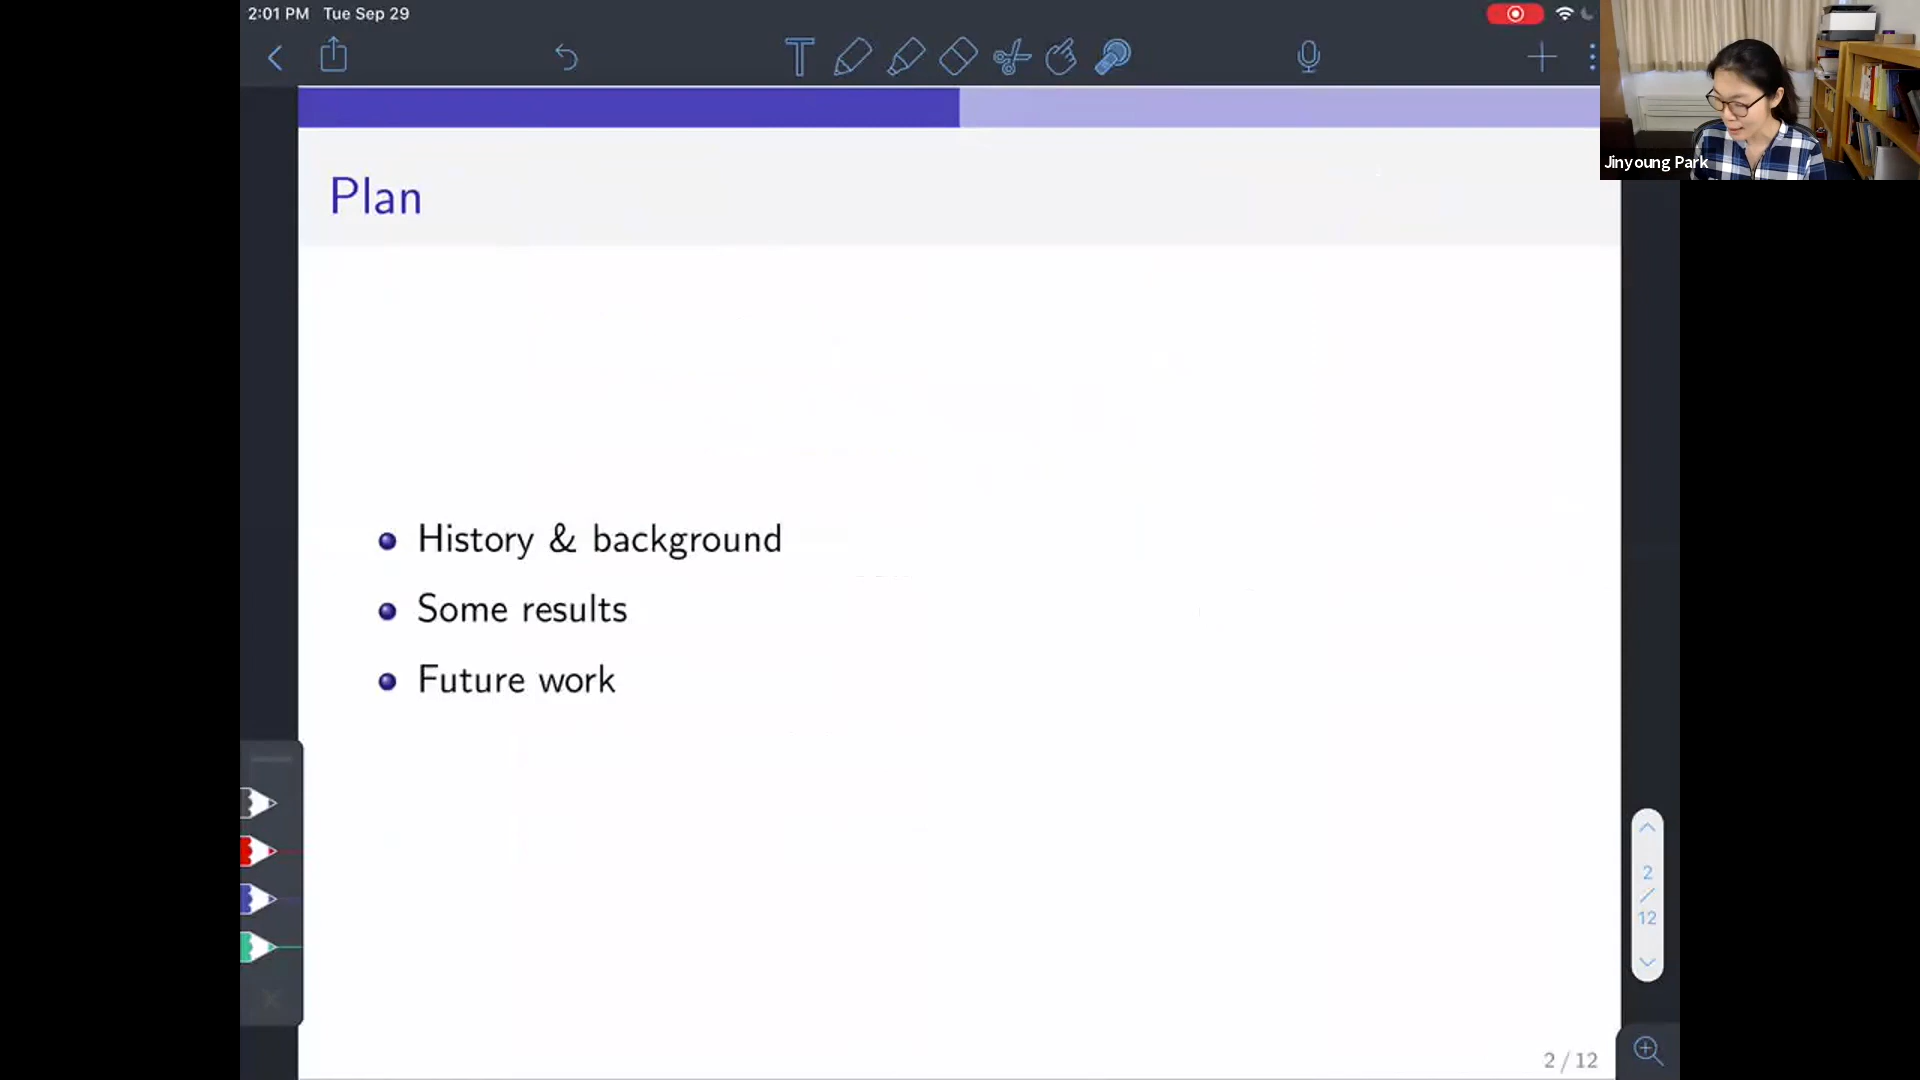 2:01 PM Tue Sep 29
Jinyoung Park
Plan
History & background
Some results
Future work
2
/
12
2 / 12